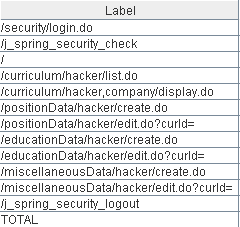 Label
/security/login.do
/j_spring_security_check
/
/curriculum/hacker/list.do
/curriculum/hacker,company/display.do
/positionData/hacker/create.do
/positionData/hacker/edit.do?curId=
/educationData/hacker/create.do
/educationData/hacker/edit.do?curId=
/miscellaneousData/hacker/create.do
/miscellaneousData/hacker/edit.do?curId=
/j_spring_security_logout
TOTAL